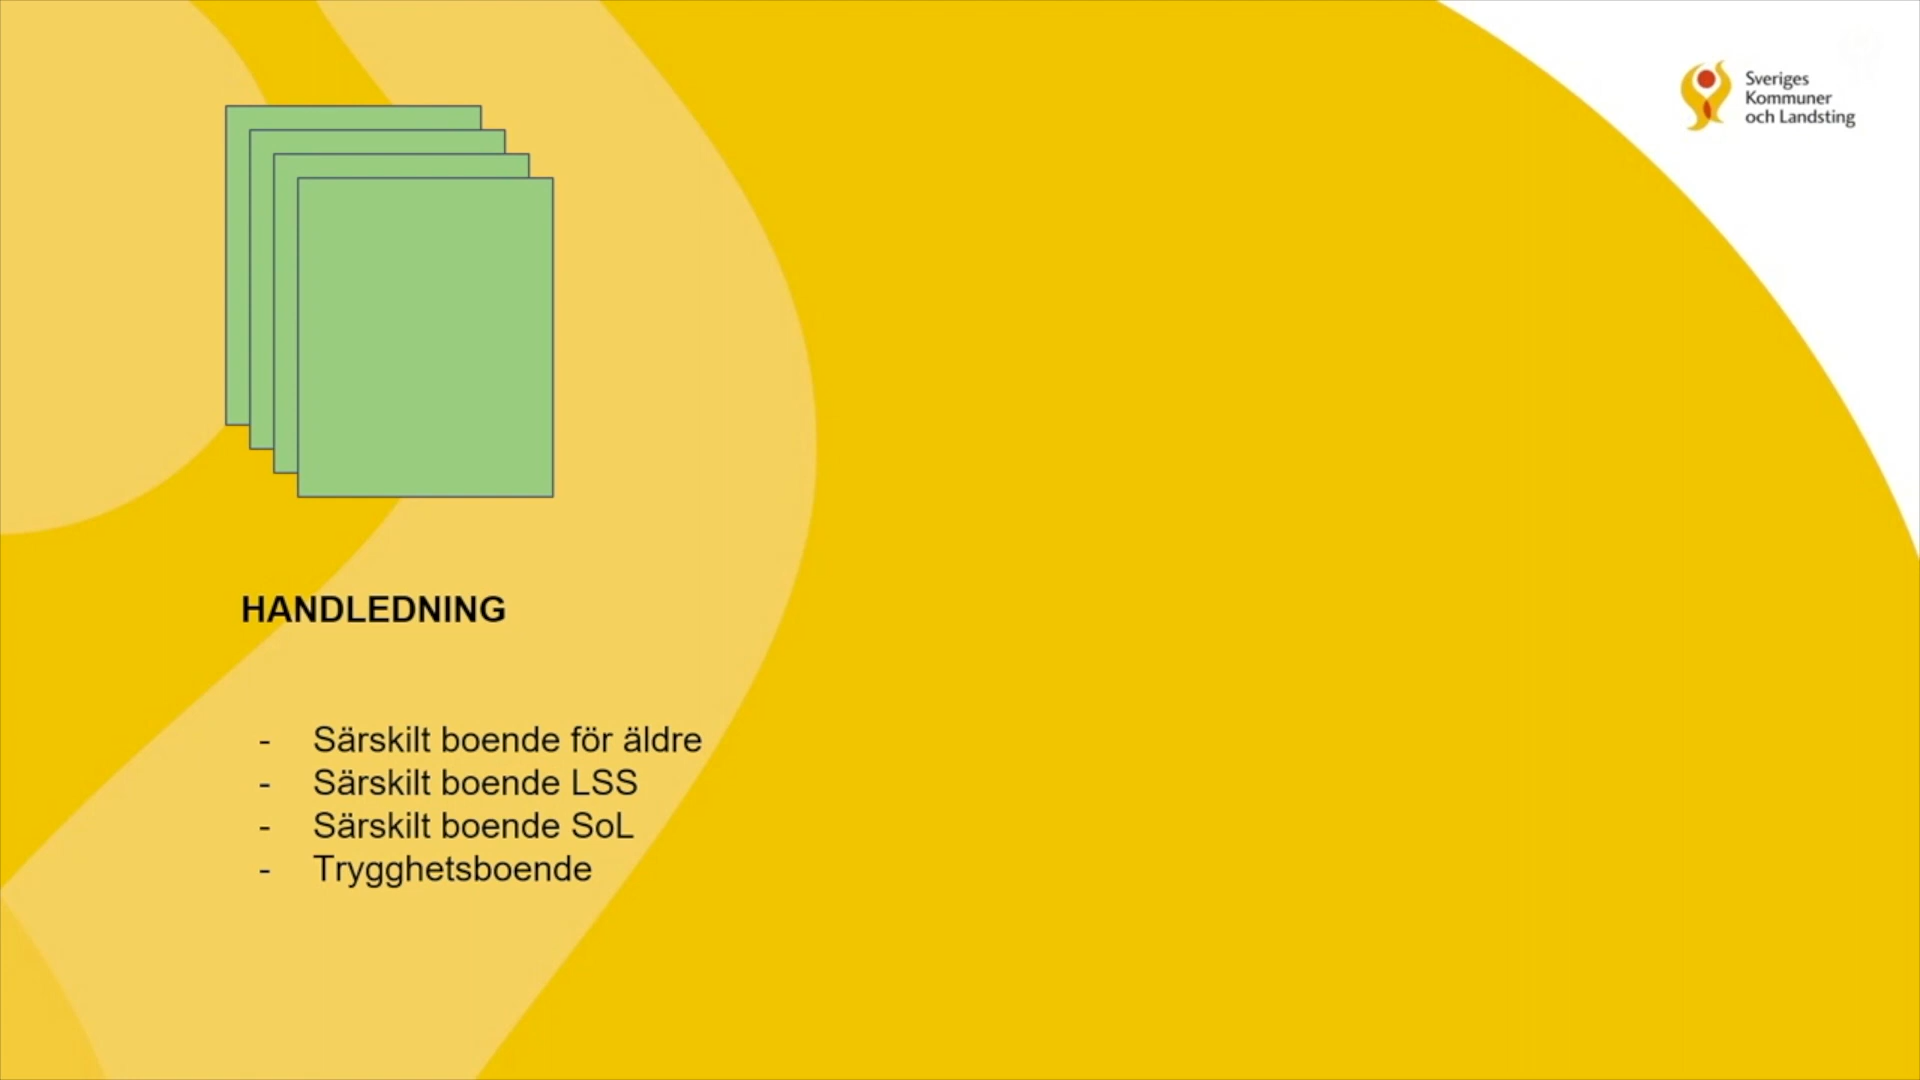 Sveriges
Kommuner
och Landsting
HANDLEDNING
- Särskilt boende för äldre
- Särskilt boende LSS
- Särskilt boende SoL
- Trygghetsboende